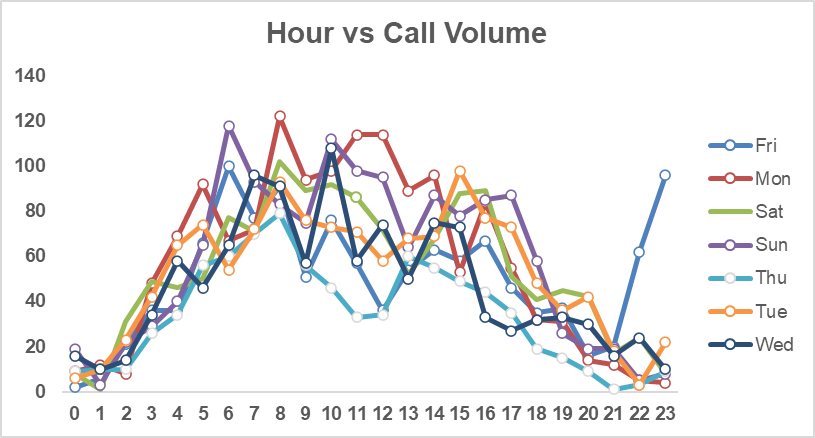 Hour vs Call Volume
140
120
100
80
60
40
20
0
0 1 2 3 4 5 6 7 8 9 10 11 12 13 14 15 16 17 18 19 20 21 22 23
Fri
Mon
Sat
Sun
Thu
Tue
Wed